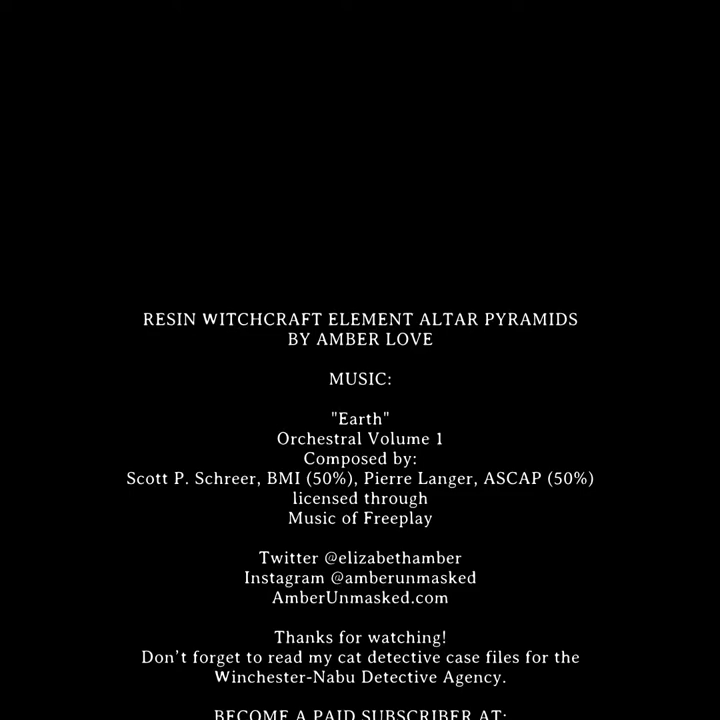 RESIN WITCHCRAFT ELEMENT ALTAR PYRAMIDS
BY AMBER LOVE
MUSIC:
"Earth"
Orchestral Volume 1
Composed by:
Scott P. Schreer, BMI (50%), Pierre Langer, ASCAP (50%)
licensed through
Music of Freeplay
Twitter @elizabethamber
Instagram @amberunmasked
AmberUnmasked.com
Thanks for watching!
Don’t forget to read my cat detective case files for the
Winchester-Nabu Detective Agency.
BECOME A PAID SUBSCRIBER AT: